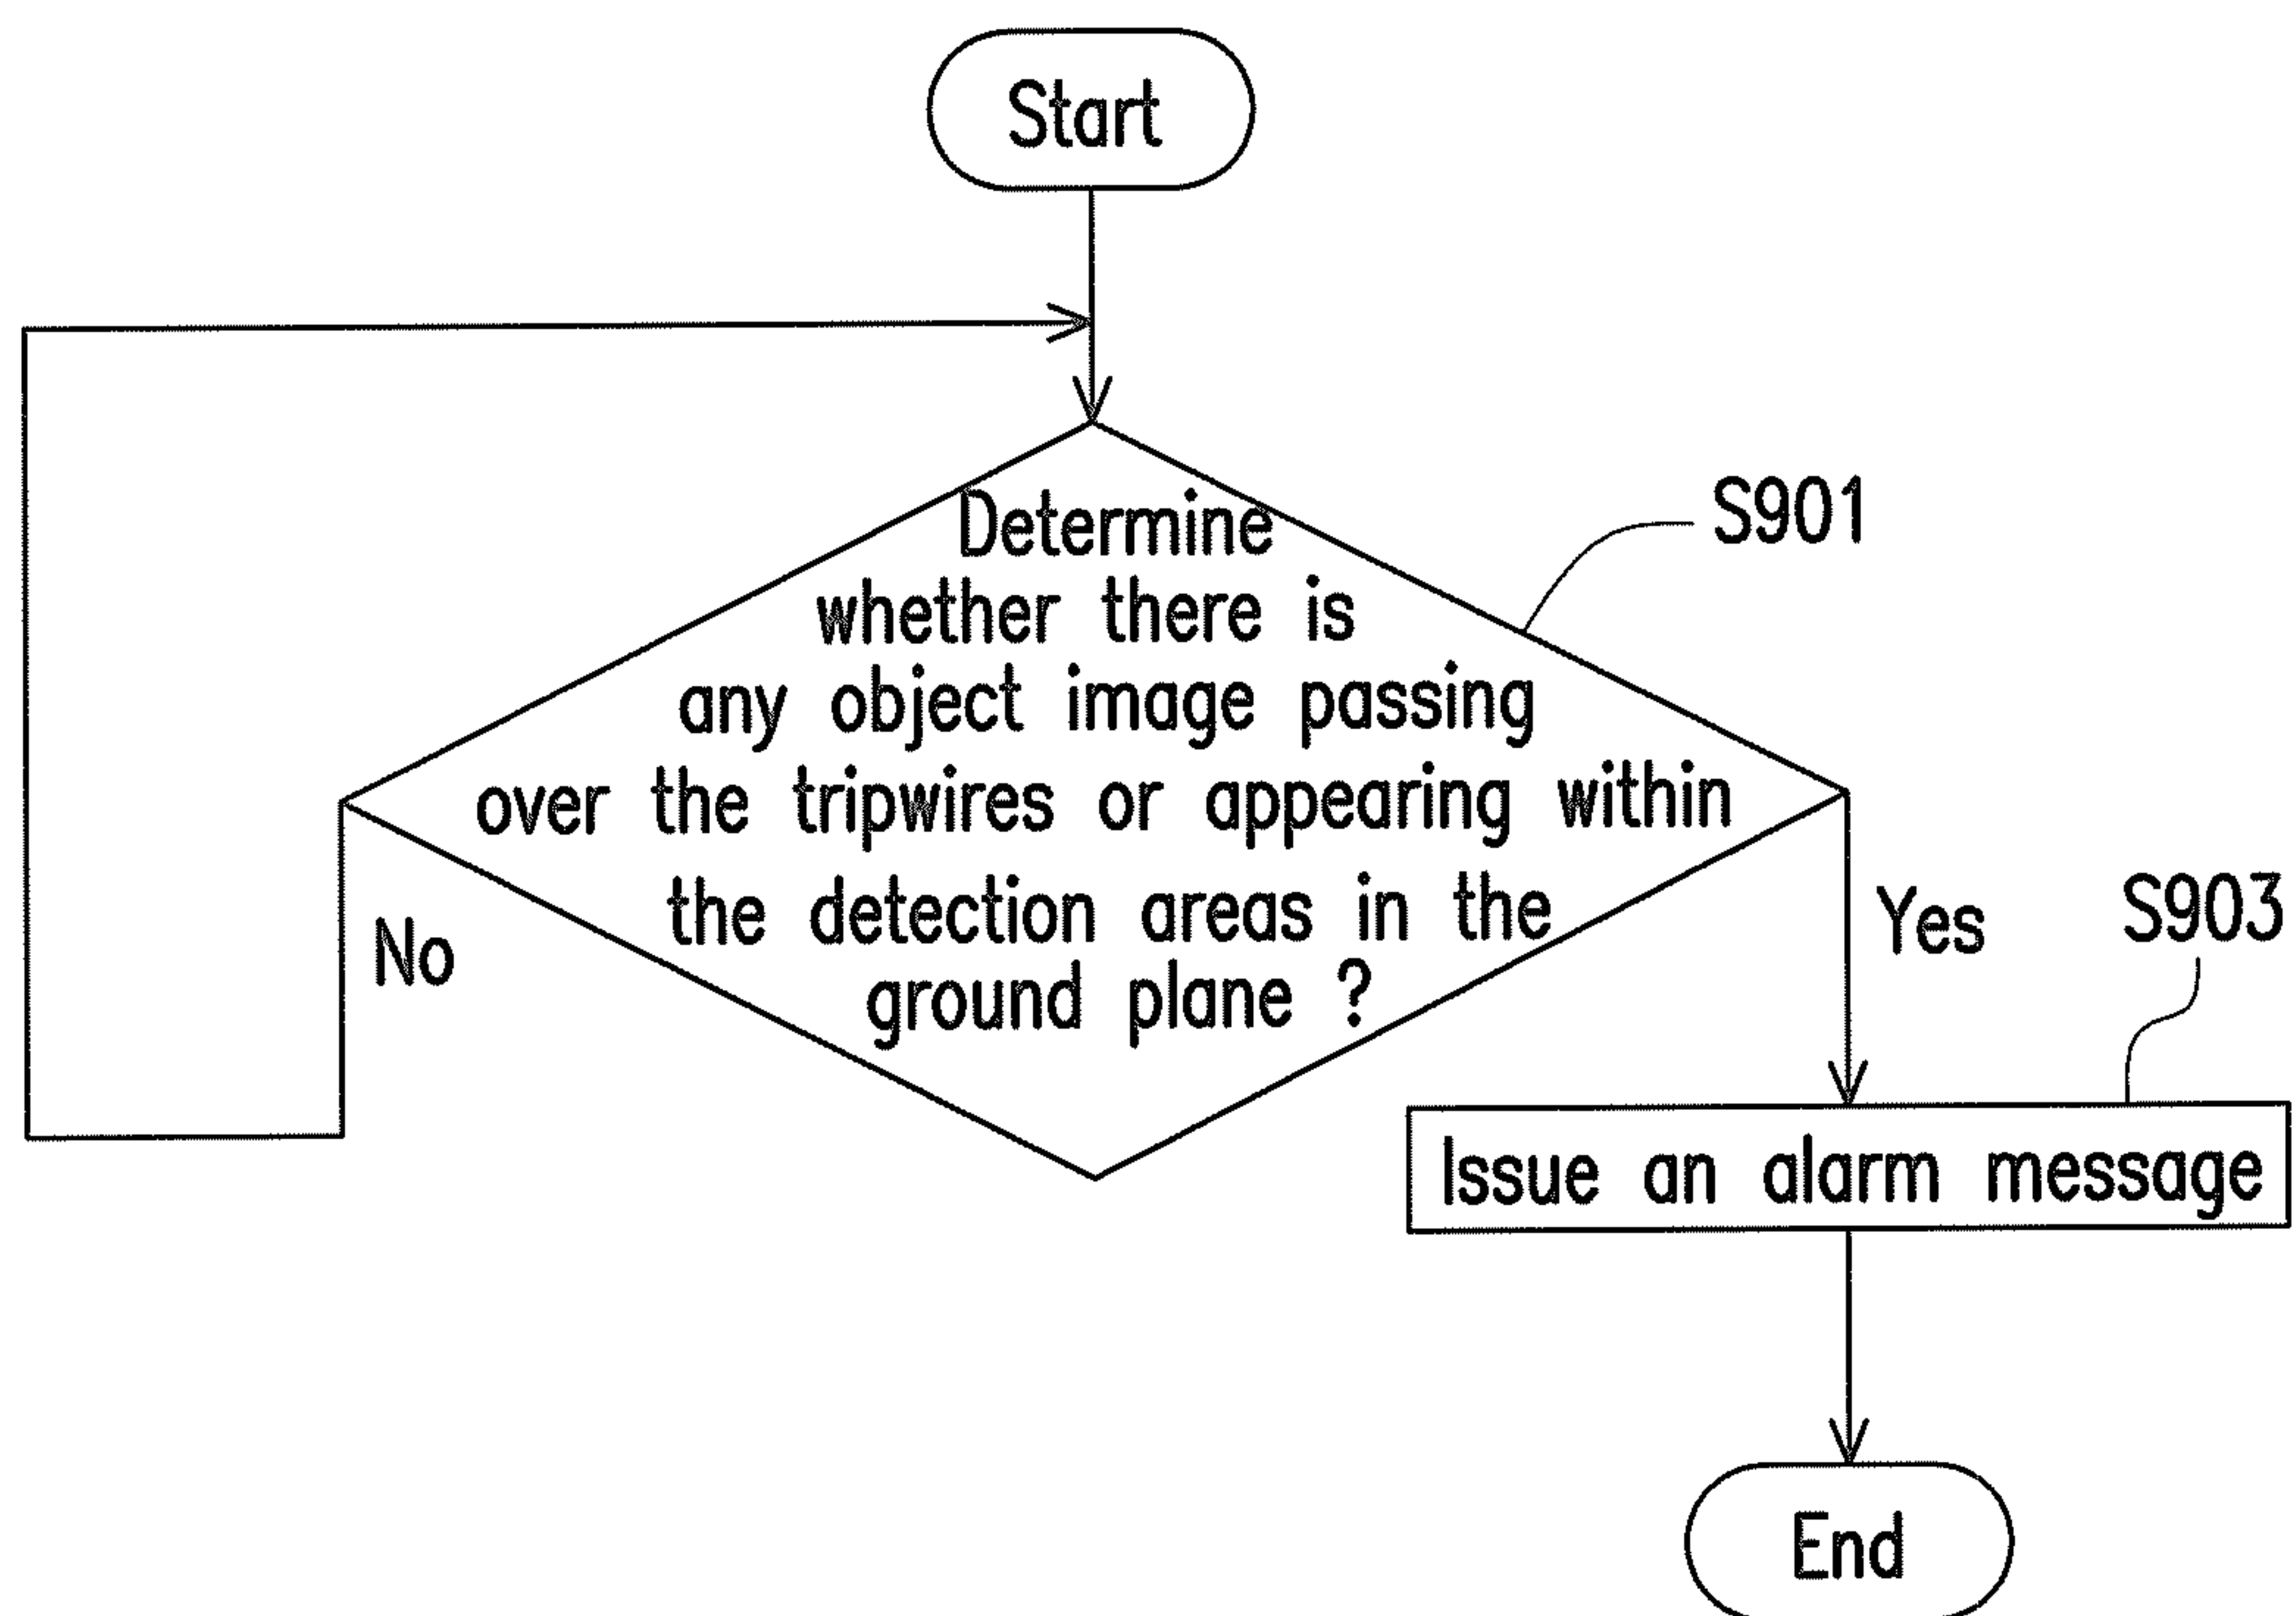 Start
S901
Determine
whether there is
any object image passing
over the tripwires or appearing within
the detection areas in the
ground plane ?
No
Yes
S903
Issue an alarm message
End